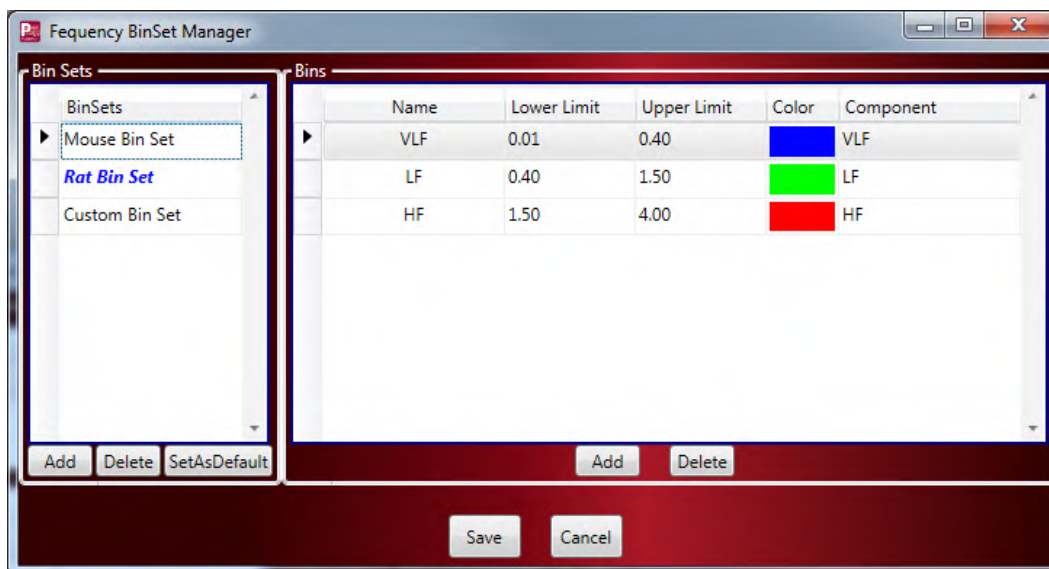 Fequency BinSet Manager
Bin Sets
BinSets
Mouse Bin Set
Rat Bin Set
Custom Bin Set
Add Delete SetAsDefault
Bins
Name Lower Limit Upper Limit Color Component
VLF 0.01 0.40 VLF
LF 0.40 1.50 LF
HF 1.50 4.00 HF
Add Delete
Save Cancel